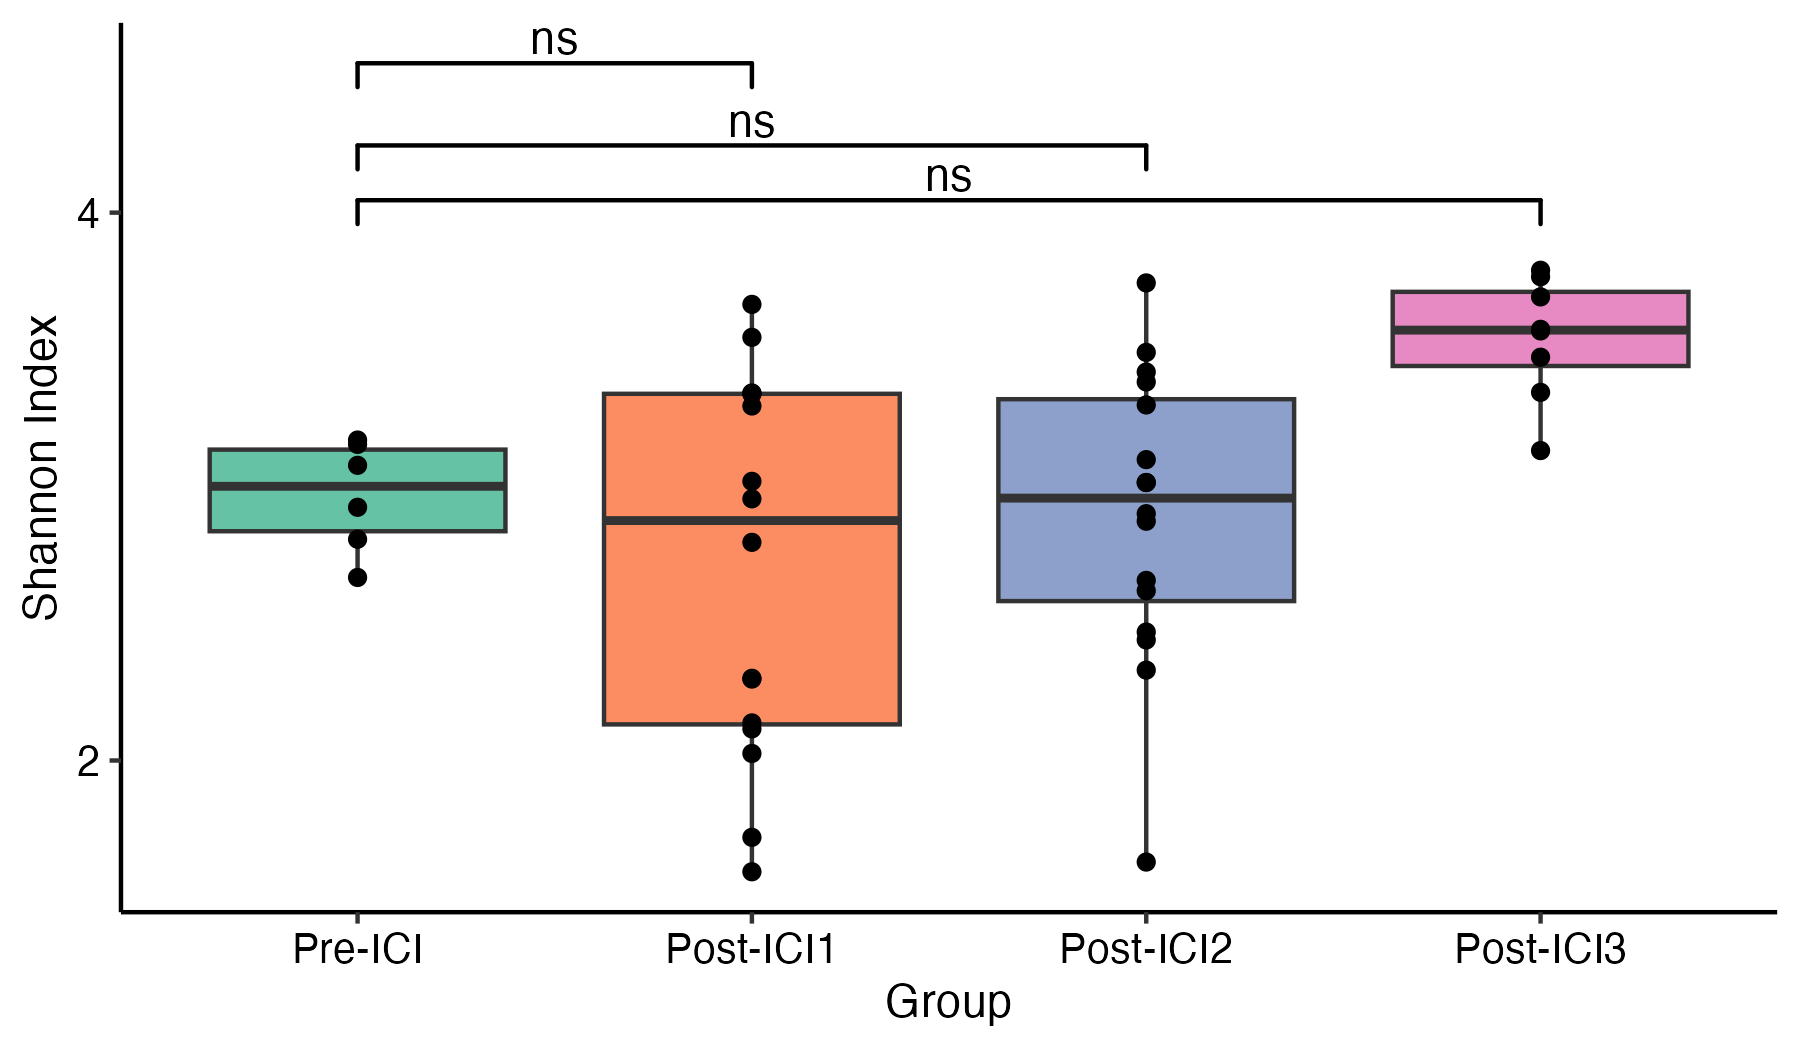 ns
ns
ns
4
2
Shannon Index
Pre-ICI
Post-ICI1
Post-ICI2
Post-ICI3
Group